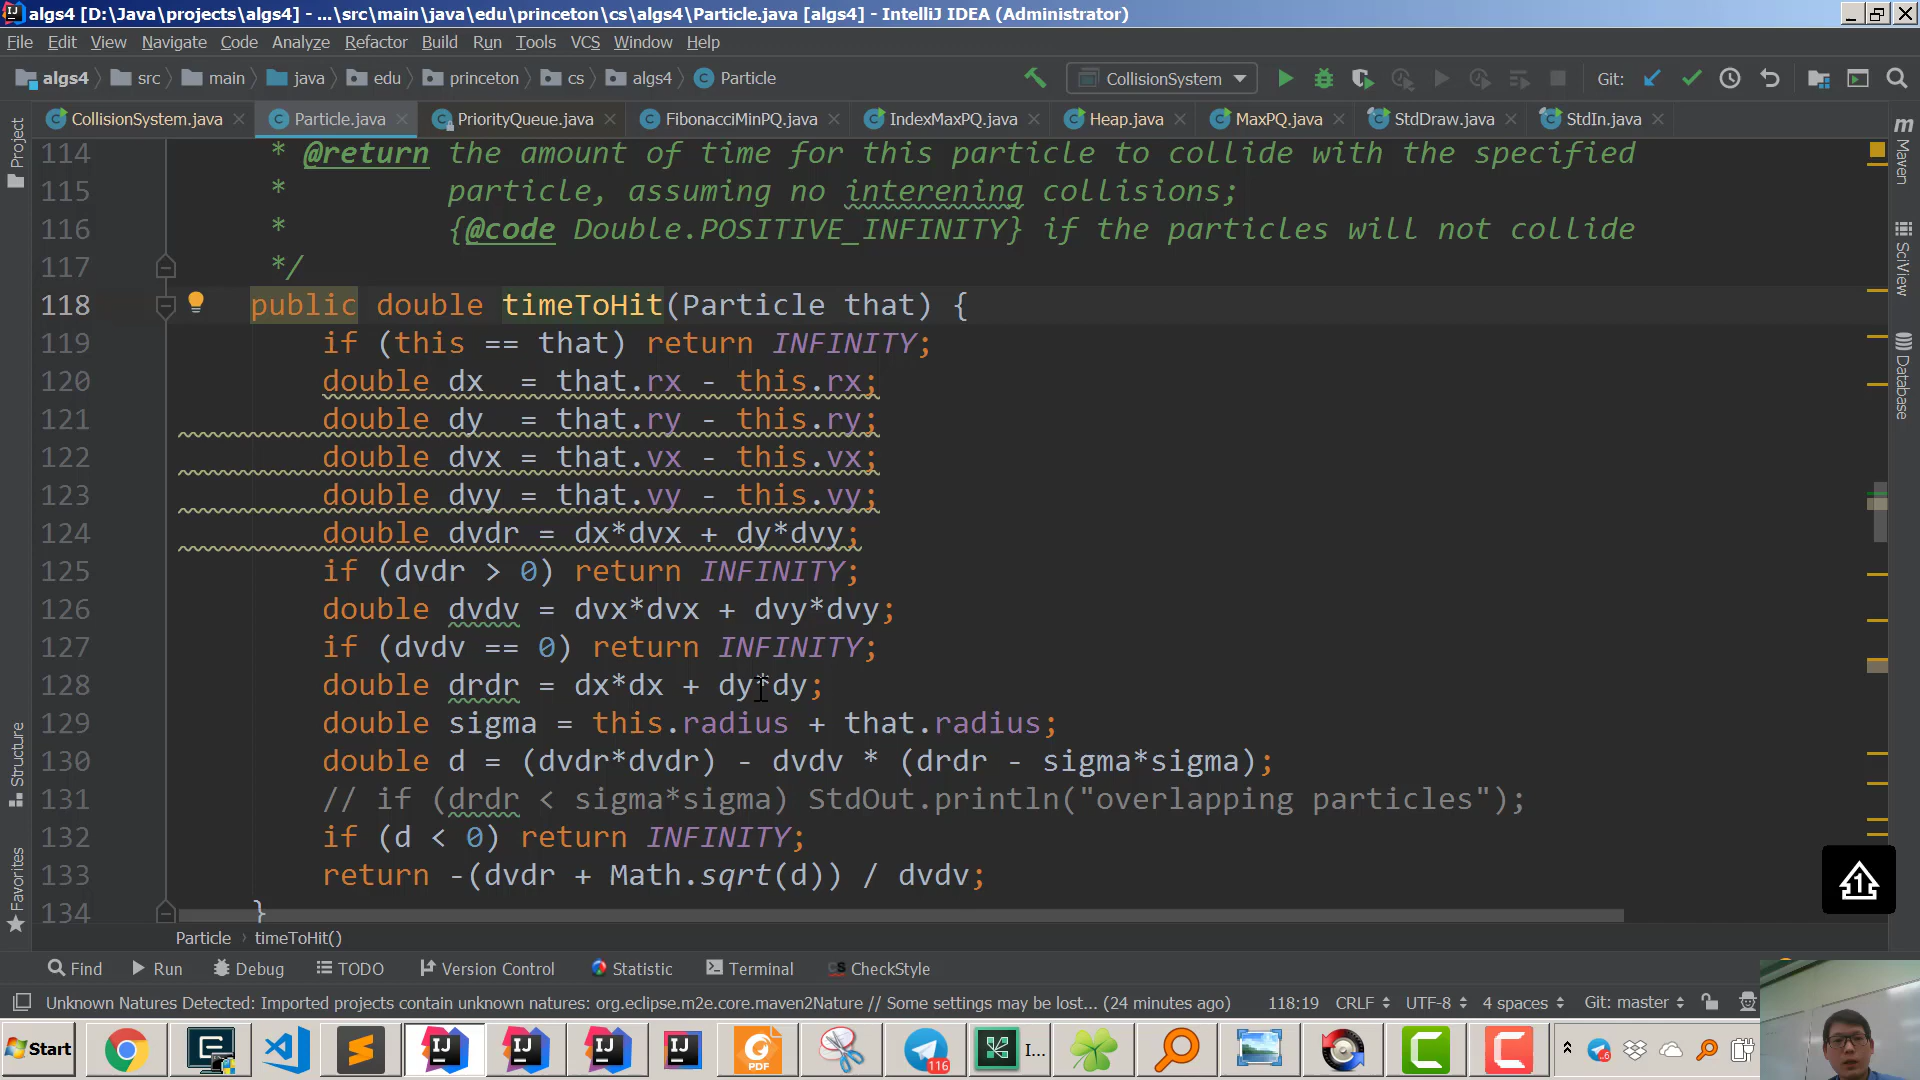 algs4 [D:\Java\projects\algs4] - ...\src\main\java\edu\princeton\cs\algs4\Particle.java [algs4] - IntelliJ IDEA (Administrator)
File Edit View Navigate Code Analyze Refactor Build Run Tools VCS Window Help
algs4 src main java edu princeton cs algs4 Particle CollisionSystem Git:
CollisionSystem.java Particle.java PriorityQueue.java FibonacciMinPQ.java IndexMaxPQ.java Heap.java MaxPQ.java StdDraw.java StdIn.java
Project
Structure
Favorites
114 * @return the amount of time for this particle to collide with the specified
115 * particle, assuming no interening collisions;
116 * {@code Double.POSITIVE_INFINITY} if the particles will not collide
117 */
118 public double timeToHit(Particle that) {
119 if (this == that) return INFINITY;
120 double dx  = that.rx - this.rx;
121 double dy  = that.ry - this.ry;
122 double dvx = that.vx - this.vx;
123 double dvy = that.vy - this.vy;
124 double dvdr = dx*dvx + dy*dvy;
125 if (dvdr > 0) return INFINITY;
126 double dvdv = dvx*dvx + dvy*dvy;
127 if (dvdv == 0) return INFINITY;
128 double drdr = dx*dx + dy*dy;
129 double sigma = this.radius + that.radius;
130 double d = (dvdr*dvdr) - dvdv * (drdr - sigma*sigma);
131 // if (drdr < sigma*sigma) StdOut.println("overlapping particles");
132 if (d < 0) return INFINITY;
133 return -(dvdr + Math.sqrt(d)) / dvdv;
134 }
m Maven
SciView
Database
1
Particle › timeToHit()
Find Run Debug TODO Version Control Statistic Terminal CheckStyle
Unknown Natures Detected: Imported projects contain unknown natures: org.eclipse.m2e.core.maven2Nature // Some settings may be lost... (24 minutes ago) 118:19 CRLF UTF-8 4 spaces Git: master
Start IJ IJ IJ IJ PDF 116 I...